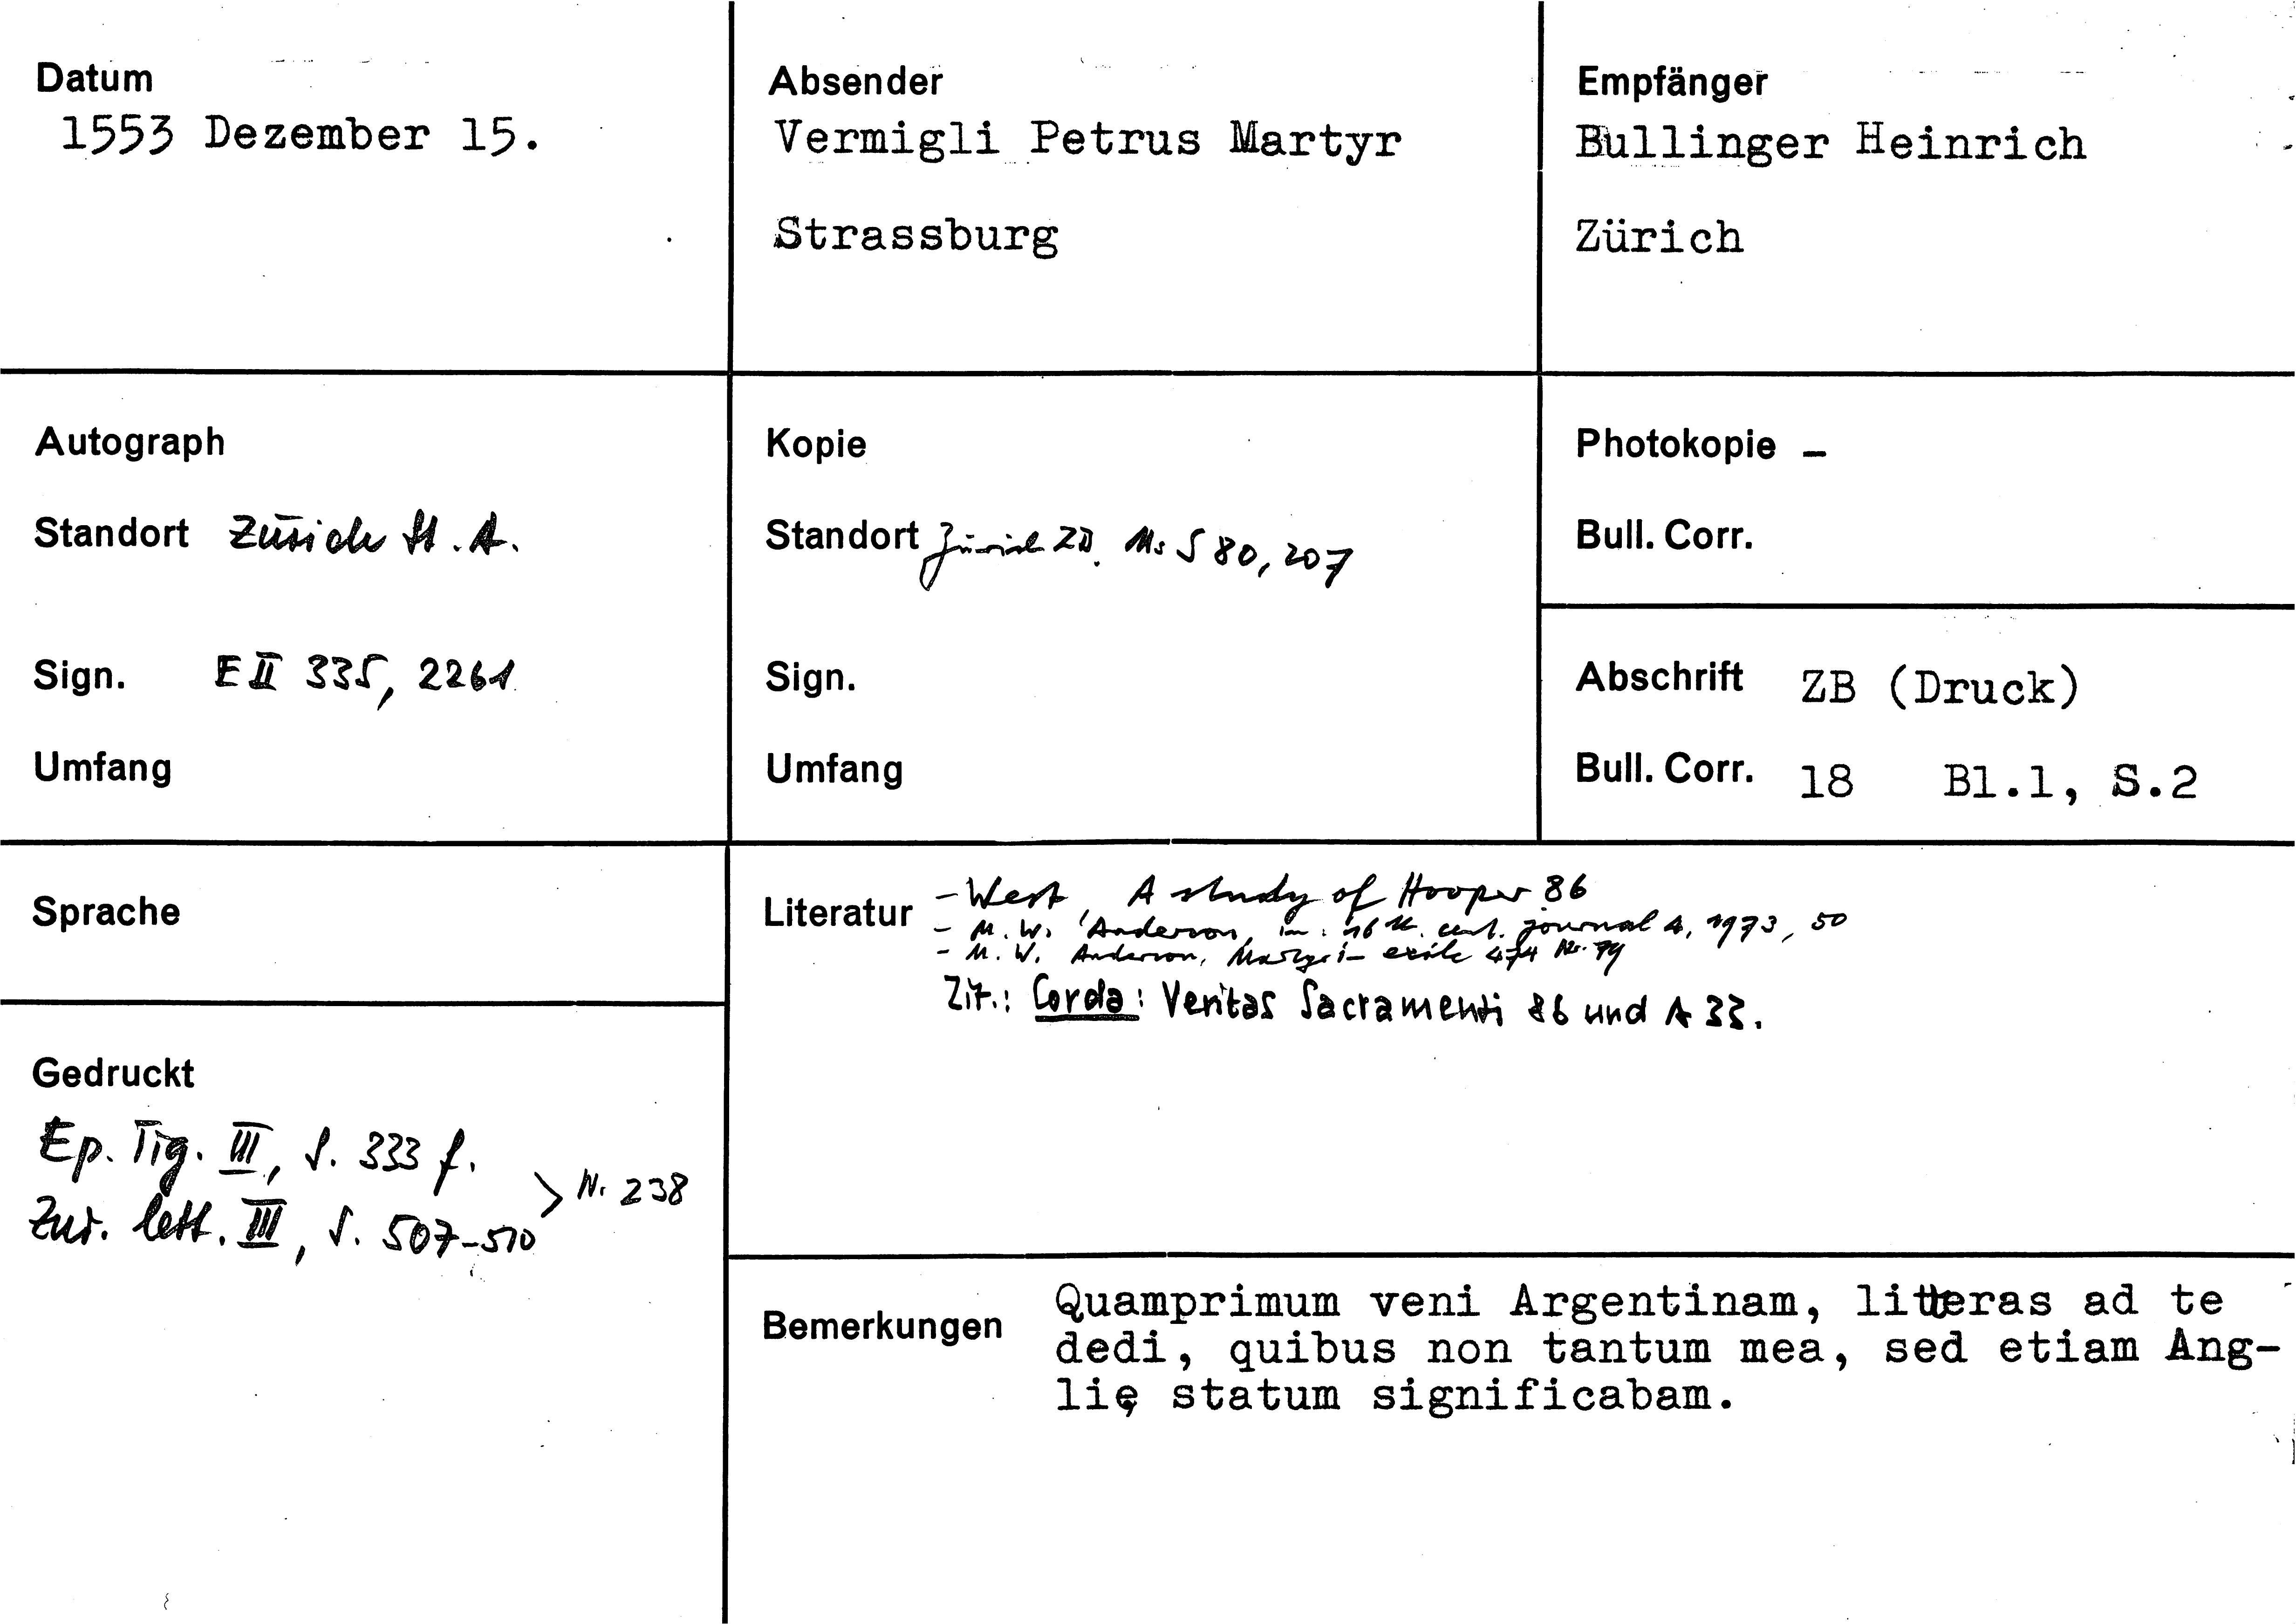 Datum
1553 Dezember 15.
Absender
Vermigli Petrus Martyr
Strassburg
Empfänger
Bullinger Heinrich
Zürich
Autograph
Standort Zürich St. A.
Sign. E II 335, 2261
Umfang
Kopie
Standort Zürich ZB. Ms S 80, 207
Sign.
Umfang
Photokopie –
Bull. Corr.
Abschrift ZB (Druck)
Bull. Corr. 18 Bl.1, S.2
Sprache
Gedruckt
Ep. Tig. III, S. 333 f.
Zur. lett. III, S. 507-510
> Nr. 238
Literatur - West, A study of Hooper 86
- M. W. Anderson, in: 16th. cent. journal 4, 1973, 50
- M. W. Anderson, Martyr in exile 474 Nr. 79
Zit.: Corda: Veritas Sacramenti 86 und A 33.
Bemerkungen
Quamprimum veni Argentinam, litteras ad te
dedi, quibus non tantum mea, sed etiam Ang-
lię statum significabam.